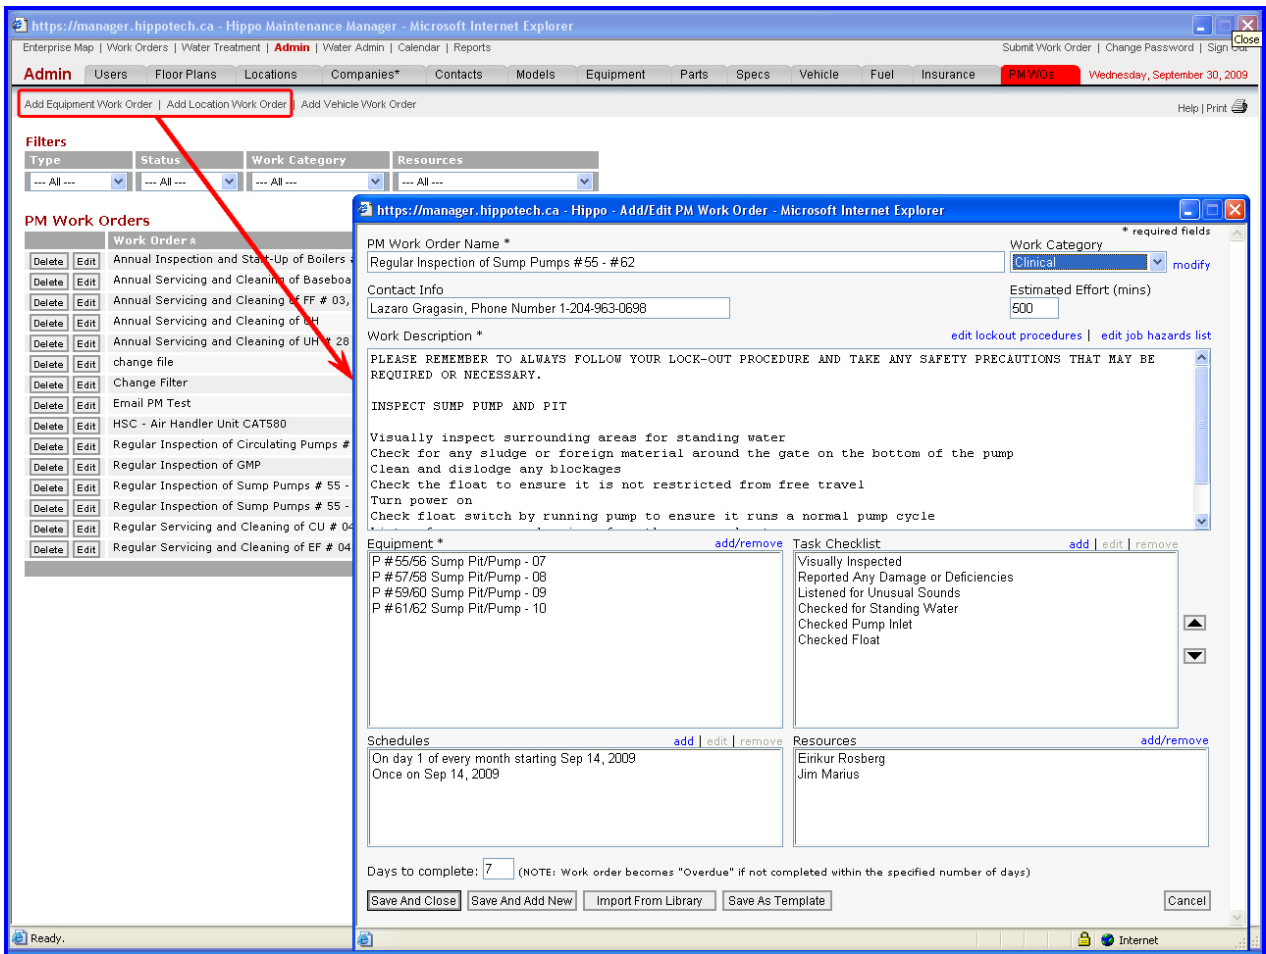 https://manager.hippotech.ca - Hippo Maintenance Manager - Microsoft Internet Explorer
Close
Enterprise Map | Work Orders | Water Treatment | Admin | Water Admin | Calendar | Reports
Submit Work Order | Change Password | Sign Out
Admin Users Floor Plans Locations Companies* Contacts Models Equipment Parts Specs Vehicle Fuel Insurance PM WOs Wednesday, September 30, 2009
Add Equipment Work Order | Add Location Work Order | Add Vehicle Work Order
Help | Print
Filters
Type Status Work Category Resources
--- All --- --- All --- --- All --- --- All ---
PM Work Orders
Work Order
Delete Edit Annual Inspection and Start-Up of Boilers
Delete Edit Annual Servicing and Cleaning of Baseboa
Delete Edit Annual Servicing and Cleaning of FF # 03,
Delete Edit Annual Servicing and Cleaning of UH
Delete Edit Annual Servicing and Cleaning of UH # 28
Delete Edit change file
Delete Edit Change Filter
Delete Edit Email PM Test
Delete Edit HSC - Air Handler Unit CAT580
Delete Edit Regular Inspection of Circulating Pumps #
Delete Edit Regular Inspection of GMP
Delete Edit Regular Inspection of Sump Pumps # 55 -
Delete Edit Regular Inspection of Sump Pumps # 55 -
Delete Edit Regular Servicing and Cleaning of CU # 04
Delete Edit Regular Servicing and Cleaning of EF # 04
https://manager.hippotech.ca - Hippo - Add/Edit PM Work Order - Microsoft Internet Explorer
* required fields
PM Work Order Name *
Work Category
Regular Inspection of Sump Pumps #55 - #62
Clinical
modify
Contact Info
Estimated Effort (mins)
Lazaro Gragasin, Phone Number 1-204-963-0698
500
Work Description *
edit lockout procedures | edit job hazards list
PLEASE REMEMBER TO ALWAYS FOLLOW YOUR LOCK-OUT PROCEDURE AND TAKE ANY SAFETY PRECAUTIONS THAT MAY BE
REQUIRED OR NECESSARY.
INSPECT SUMP PUMP AND PIT
Visually inspect surrounding areas for standing water
Check for any sludge or foreign material around the gate on the bottom of the pump
Clean and dislodge any blockages
Check the float to ensure it is not restricted from free travel
Turn power on
Check float switch by running pump to ensure it runs a normal pump cycle
Equipment *
add/remove
P #55/56 Sump Pit/Pump - 07
P #57/58 Sump Pit/Pump - 08
P #59/60 Sump Pit/Pump - 09
P #61/62 Sump Pit/Pump - 10
Task Checklist
add | edit | remove
Visually Inspected
Reported Any Damage or Deficiencies
Listened for Unusual Sounds
Checked for Standing Water
Checked Pump Inlet
Checked Float
Schedules
add | edit | remove
On day 1 of every month starting Sep 14, 2009
Once on Sep 14, 2009
Resources
add/remove
Eirikur Rosberg
Jim Marius
Days to complete: 7 (NOTE: Work order becomes "Overdue" if not completed within the specified number of days)
Save And Close Save And Add New Import From Library Save As Template Cancel
Ready.
Internet